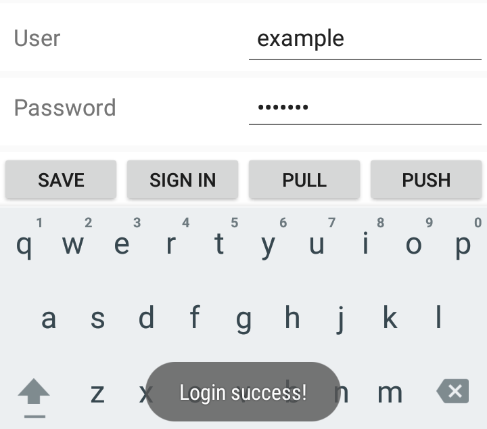 User example
Password •••••••
SAVE SIGN IN PULL PUSH
1 2 3 4 5 6 7 8 9 0
q w e r t y u i o p
a s d f g h j k l
z x n m
Login success!